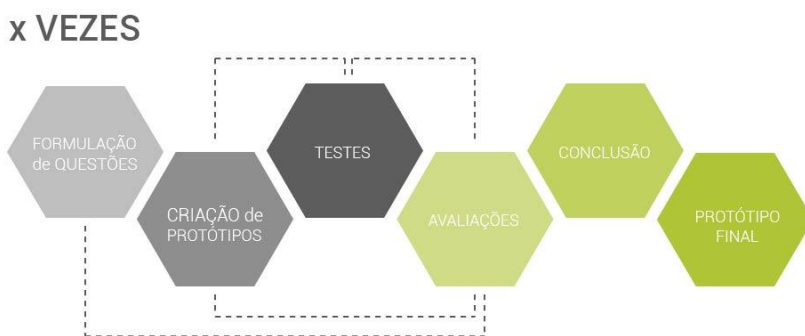 x VEZES
FORMULAÇÃO
de QUESTÕES
CRIAÇÃO de
PROTÓTIPOS
TESTES
AVALIAÇÕES
CONCLUSÃO
PROTÓTIPO
FINAL